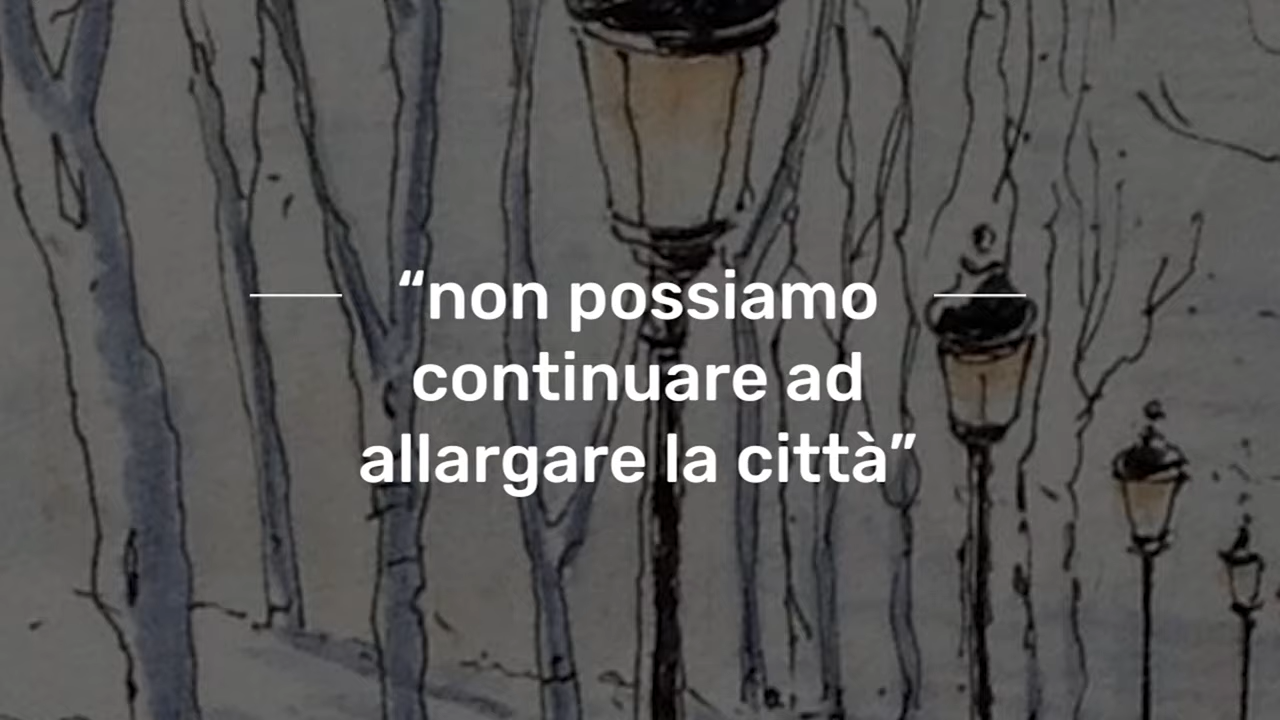 “non possiamo
continuare ad
allargare la città”